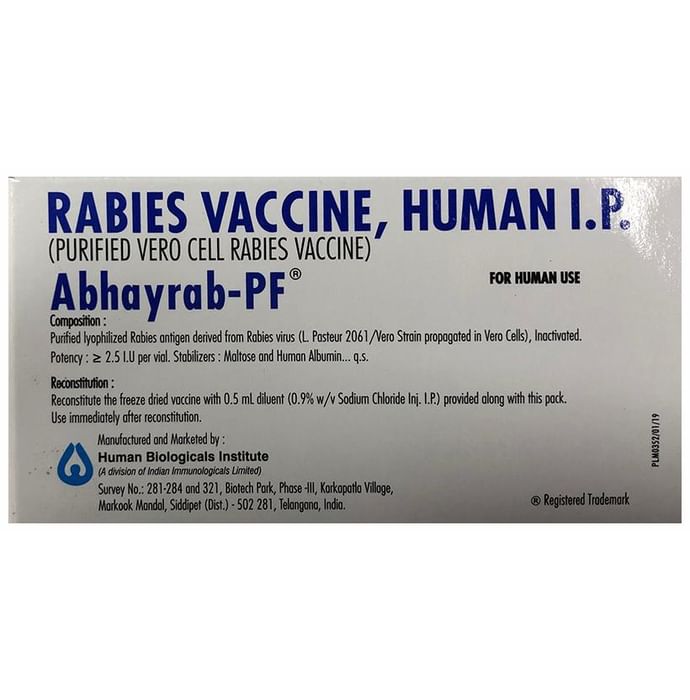 RABIES VACCINE, HUMAN I.P.
(PURIFIED VERO CELL RABIES VACCINE)
Abhayrab-PF®
FOR HUMAN USE
Composition :
Purified lyophilized Rabies antigen derived from Rabies virus (L. Pasteur 2061/Vero Strain propagated in Vero Cells), Inactivated.
Potency : ≥ 2.5 I.U per vial. Stabilizers : Maltose and Human Albumin... q.s.
Reconstitution :
Reconstitute the freeze dried vaccine with 0.5 mL diluent (0.9% w/v Sodium Chloride Inj. I.P.) provided along with this pack.
Use immediately after reconstitution.
Manufactured and Marketed by :
Human Biologicals Institute
(A division of Indian Immunologicals Limited)
Survey No.: 281-284 and 321, Biotech Park, Phase -III, Karkapatla Village,
Markook Mandal, Siddipet (Dist.) - 502 281, Telangana, India.
® Registered Trademark
PLM0352/01/19